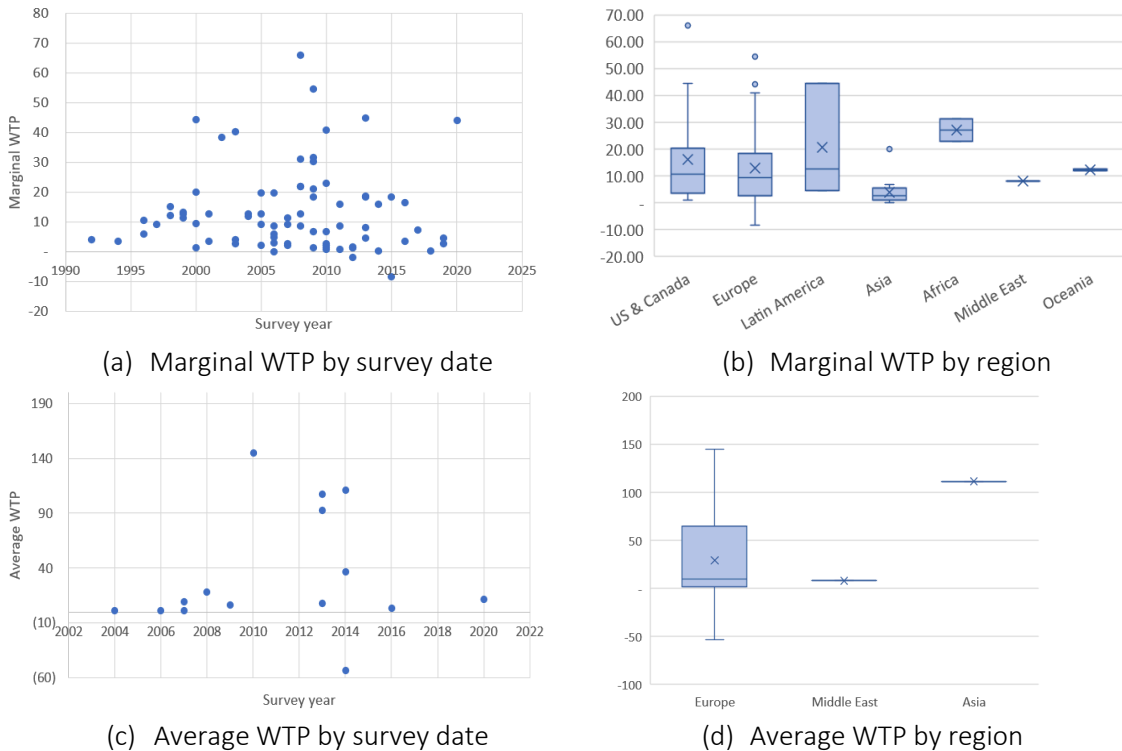 80
70
60
50
40
30
20
10
-
-10
-20
Marginal WTP
1990 1995 2000 2005 2010 2015 2020 2025
Survey year
(a) Marginal WTP by survey date
70.00
60.00
50.00
40.00
30.00
20.00
10.00
-
-10.00
-20.00
US & Canada Europe Latin America Asia Africa Middle East Oceania
(b) Marginal WTP by region
190
140
90
40
(10)
(60)
Average WTP
2002 2004 2006 2008 2010 2012 2014 2016 2018 2020 2022
Survey year
(c) Average WTP by survey date
200
150
100
50
-
-50
-100
Europe Middle East Asia
(d) Average WTP by region